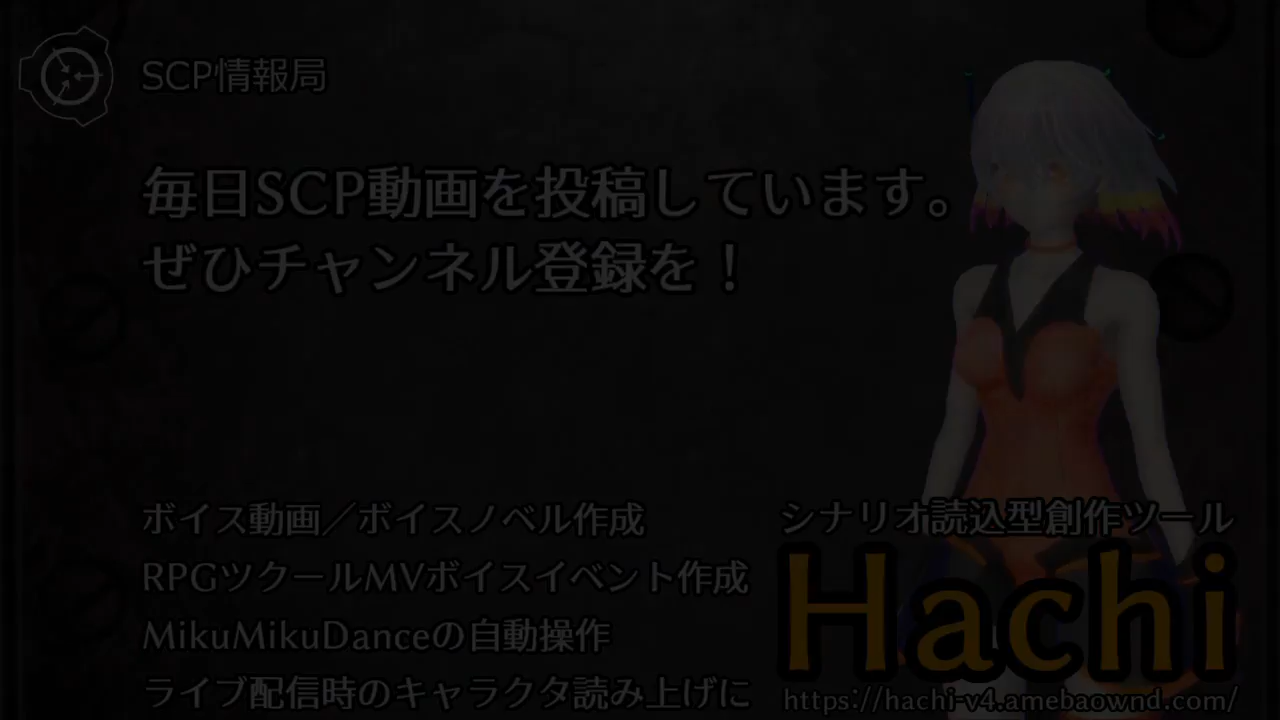 SCP情報局
毎日SCP動画を投稿しています。
ぜひチャンネル登録を！
ボイス動画／ボイスノベル作成
RPGツクールMVボイスイベント作成
MikuMikuDanceの自動操作
ライブ配信時のキャラクタ読み上げに
シナリオ読込型創作ツール
Hachi
https://hachi-v4.amebaownd.com/